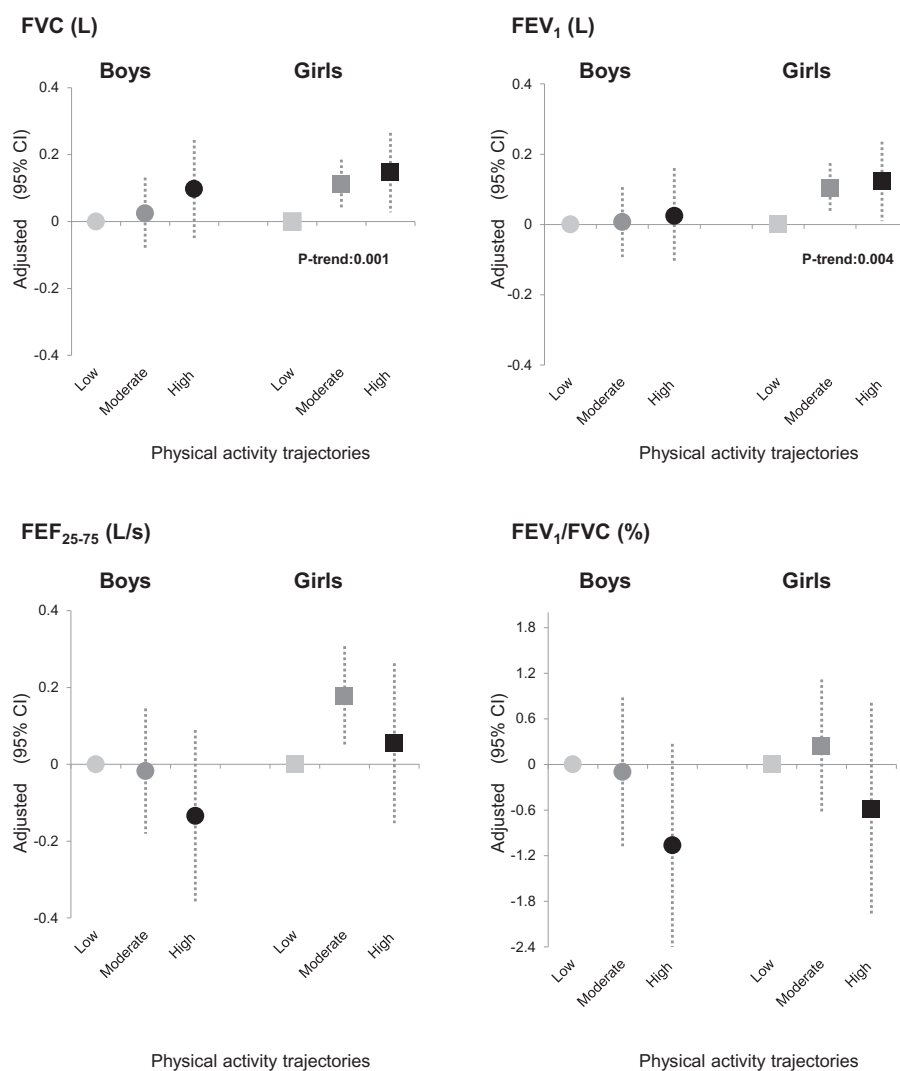 FVC (L)
Boys
Girls
Adjusted (95% CI)
0.4
0.2
0
-0.2
-0.4
P-trend:0.001
Low
Moderate
High
Low
Moderate
High
Physical activity trajectories
FEV1 (L)
Boys
Girls
Adjusted (95% CI)
0.4
0.2
0
-0.2
-0.4
P-trend:0.004
Low
Moderate
High
Low
Moderate
High
Physical activity trajectories
FEF25-75 (L/s)
Boys
Girls
Adjusted (95% CI)
0.4
0.2
0
-0.2
-0.4
Low
Moderate
High
Low
Moderate
High
Physical activity trajectories
FEV1/FVC (%)
Boys
Girls
Adjusted (95% CI)
1.8
1.2
0.6
0
-0.6
-1.2
-1.8
-2.4
Low
Moderate
High
Low
Moderate
High
Physical activity trajectories